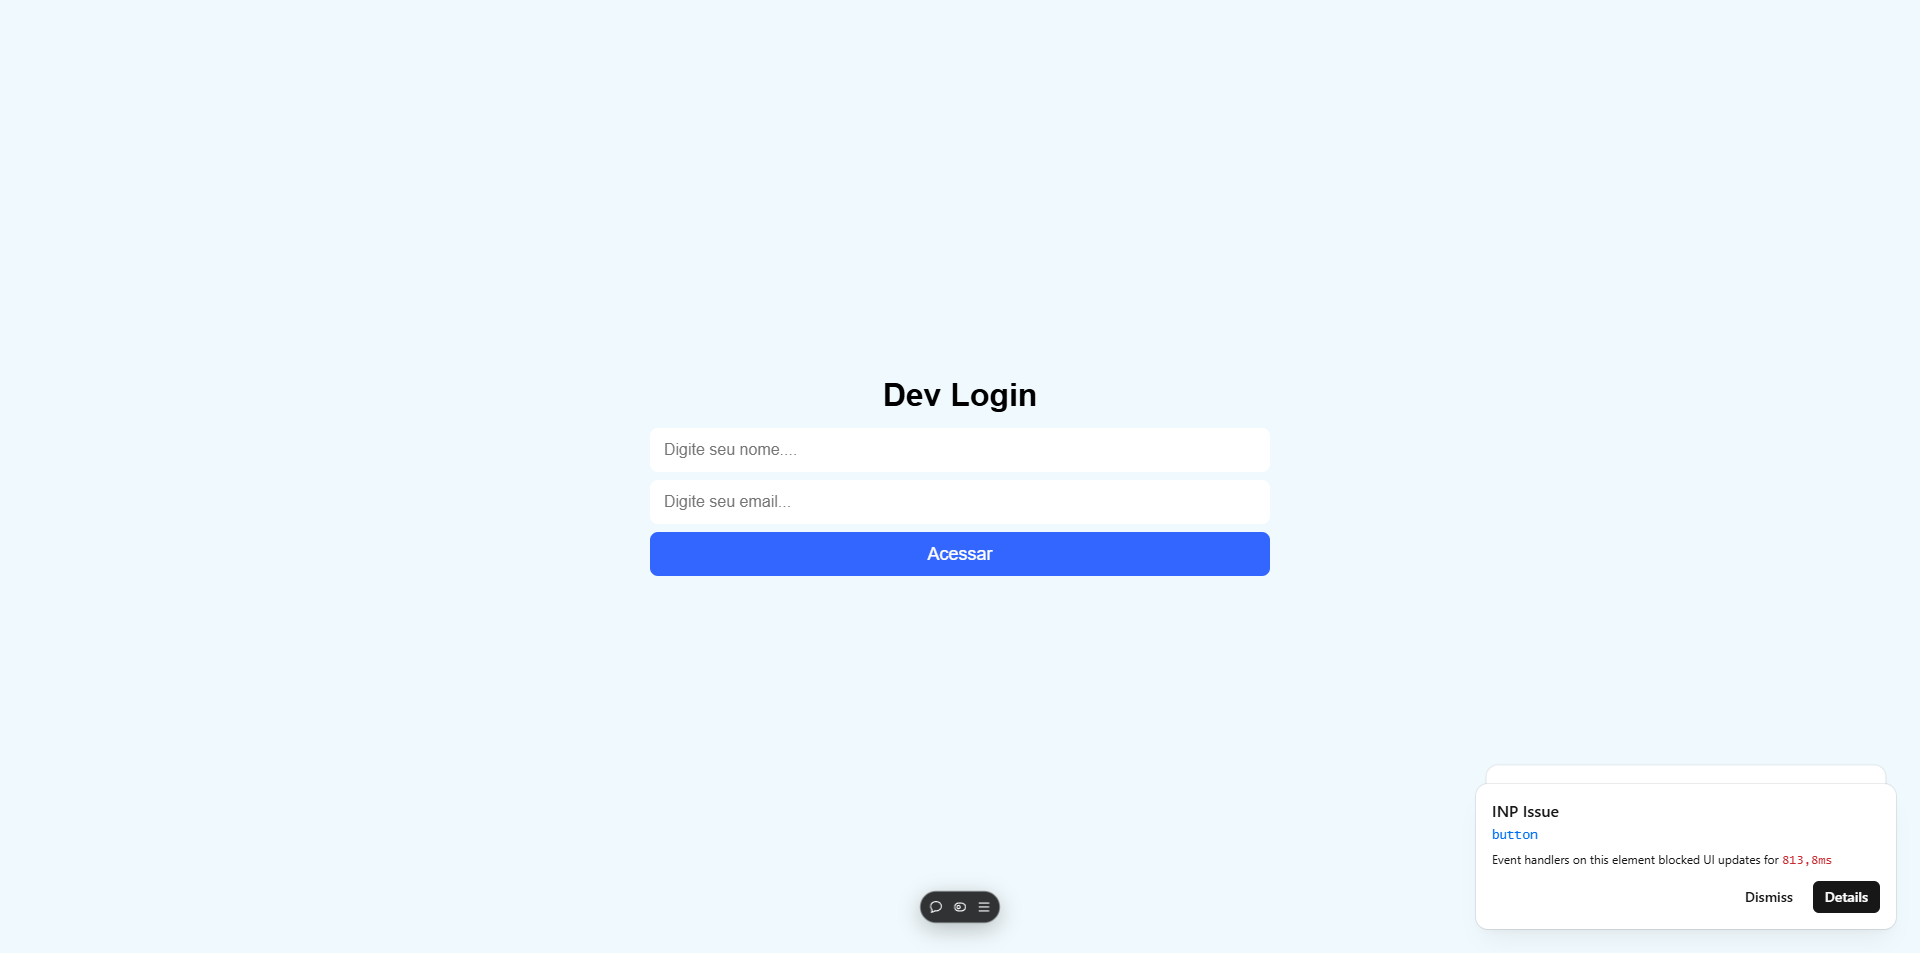 Dev Login
Digite seu nome....
Digite seu email...
Acessar
INP Issue
button
Event handlers on this element blocked UI updates for 813,8ms
Dismiss
Details